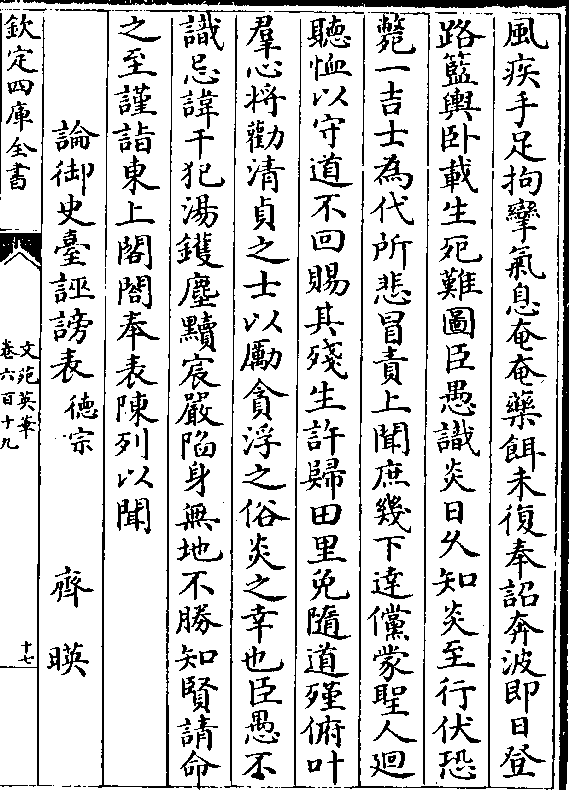 風疾手足拘攣氣息奄奄藥餌未復奉詔奔波即日登
路籃輿卧載生死難圖臣愚識炎日久知炎至行伏恐
斃一吉士為代所悲冒責上聞庶幾下達儻蒙聖人廻
聽恤以守道不回賜其殘生許歸田里免隨道殣俯叶
羣心將勸清貞之士以勵貪浮之俗炎之幸也臣愚不
識忌諱干犯湯鑊塵黷宸嚴陷身無地不勝知賢請命
之至謹詣東上閤閤奉表陳列以聞
論御史臺誣謗表 德宗 齊暎
欽定四庫全書
文苑英華
卷六百十九
十七